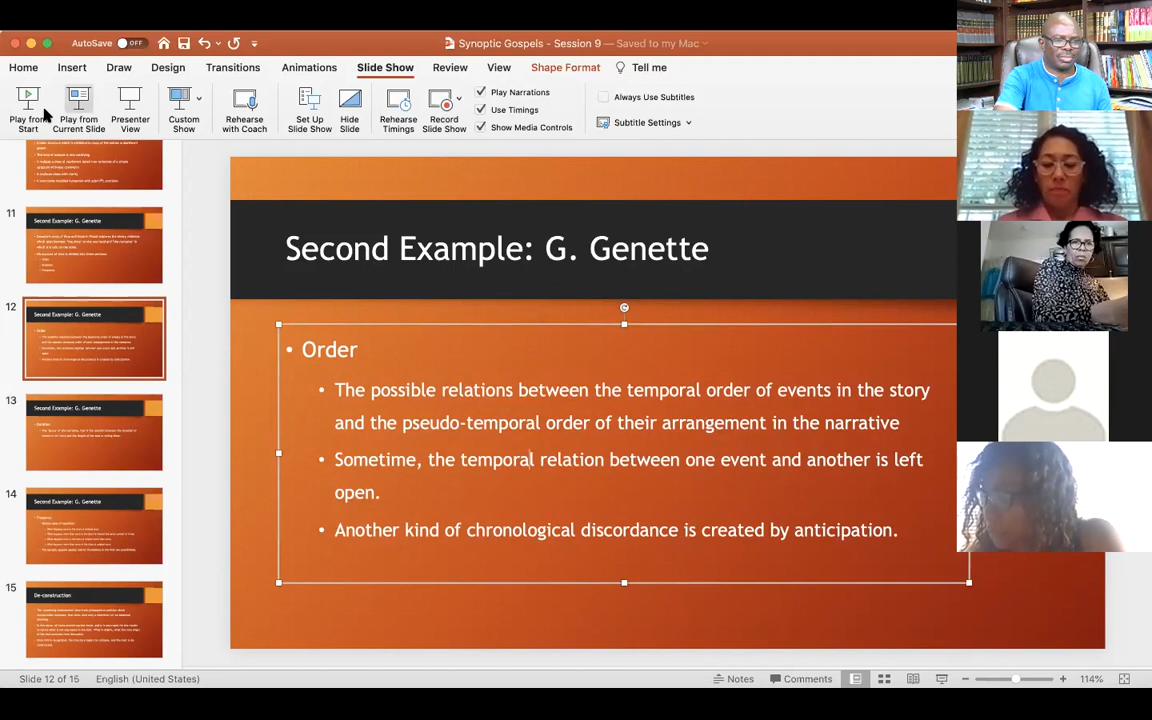 AutoSave OFF
Synoptic Gospels - Session 9 — Saved to my Mac
Home Insert Draw Design Transitions Animations Slide Show Review View Shape Format Tell me
Play from Start
Play from Current Slide
Presenter View
Custom Show
Rehearse with Coach
Set Up Slide Show
Hide Slide
Rehearse Timings
Record Slide Show
Play Narrations
Use Timings
Show Media Controls
Always Use Subtitles
Subtitle Settings
11
Second Example: G. Genette
12
Second Example: G. Genette
13
Second Example: G. Genette
14
Second Example: G. Genette
15
De-construction
Second Example: G. Genette
• Order
• The possible relations between the temporal order of events in the story
and the pseudo-temporal order of their arrangement in the narrative
• Sometime, the temporal relation between one event and another is left
open.
• Another kind of chronological discordance is created by anticipation.
Slide 12 of 15 English (United States) Notes Comments 114%